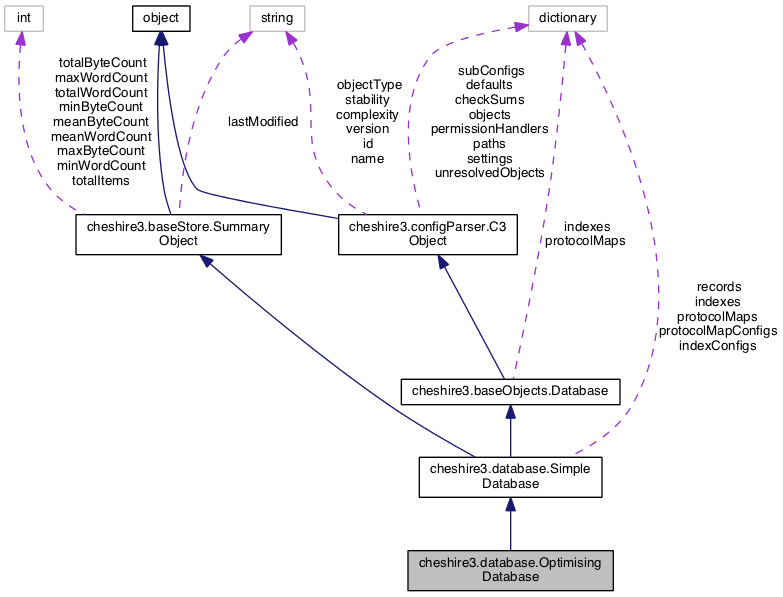 int
object
string
dictionary
totalByteCount
maxWordCount
totalWordCount
minByteCount
meanByteCount
meanWordCount
maxByteCount
minWordCount
totalItems
lastModified
objectType
stability
complexity
version
id
name
subConfigs
defaults
checkSums
objects
permissionHandlers
paths
settings
unresolvedObjects
cheshire3.baseStore.Summary
Object
cheshire3.configParser.C3
Object
indexes
protocolMaps
records
indexes
protocolMaps
protocolMapConfigs
indexConfigs
cheshire3.baseObjects.Database
cheshire3.database.Simple
Database
cheshire3.database.Optimising
Database